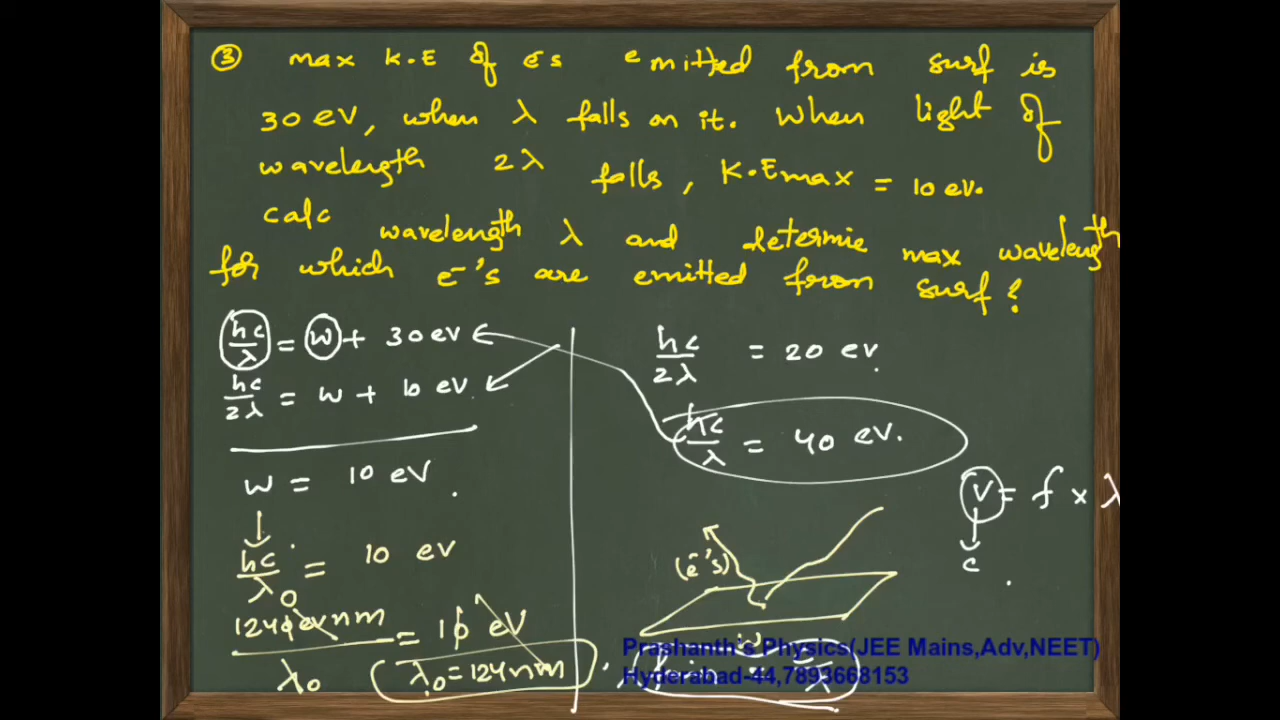 ③ max K.E of e⁻s emitted from surf is
30 eV, when λ falls on it. When light of
wavelength 2λ falls, K.Emax = 10 eV.
calc wavelength λ and determie max wavelength
for which e⁻'s are emitted from surf?
hc/λ = w + 30 eV
hc/2λ = w + 10 eV
w = 10 eV.
hc/λ₀ = 10 eV
1240 eV nm / λ₀ = 10 eV
λ₀ = 124 nm.
hc/2λ = 20 eV.
hc/λ = 40 eV.
V = f × λ
c.
(e⁻'s)
w
Prashanth's Physics(JEE Mains,Adv,NEET)
Hyderabad-44,7893668153